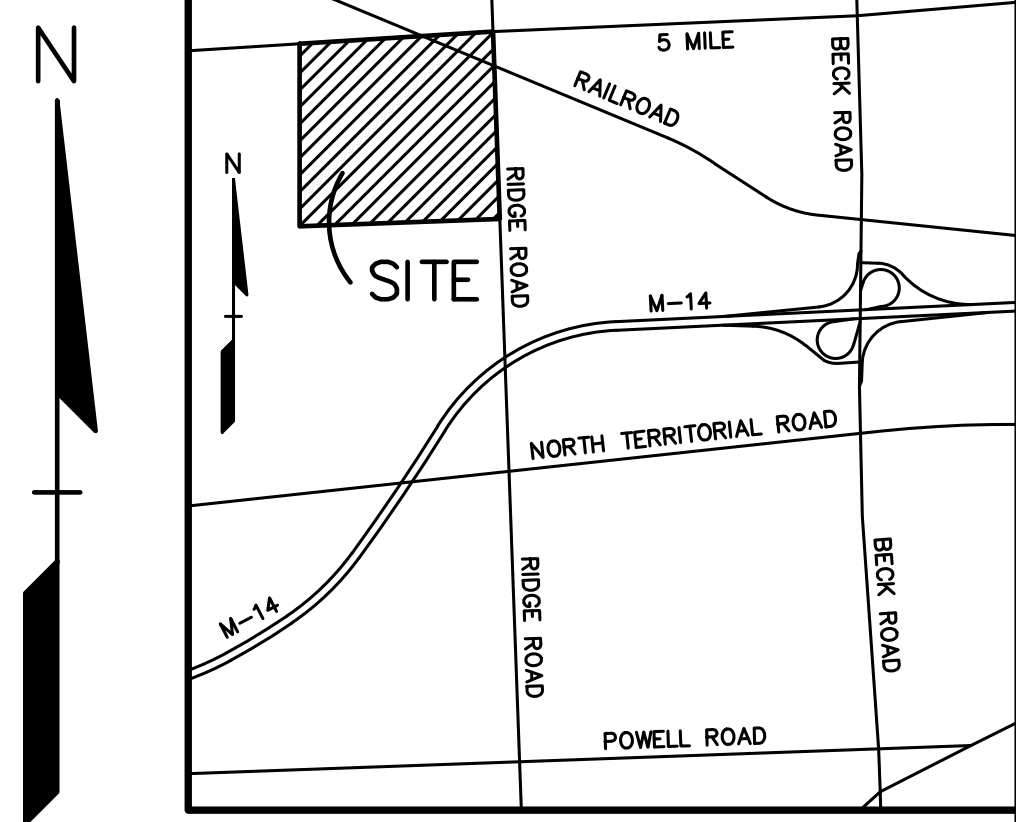 N
5 MILE
BECK ROAD
RAILROAD
N
RIDGE ROAD
SITE
M-14
NORTH TERRITORIAL ROAD
BECK ROAD
RIDGE ROAD
M-14
POWELL ROAD